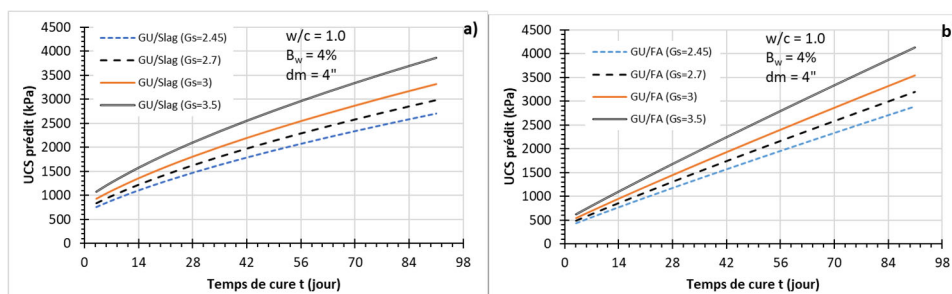 a)
GU/Slag (Gs=2.45)
GU/Slag (Gs=2.7)
GU/Slag (Gs=3)
GU/Slag (Gs=3.5)
w/c = 1.0
Bw = 4%
dm = 4"
UCS prédit (kPa)
4500
4000
3500
3000
2500
2000
1500
1000
500
0
0 14 28 42 56 70 84 98
Temps de cure t (jour)
b
GU/FA (Gs=2.45)
GU/FA (Gs=2.7)
GU/FA (Gs=3)
GU/FA (Gs=3.5)
w/c = 1.0
Bw = 4%
dm = 4"
UCS prédit (kPa)
4500
4000
3500
3000
2500
2000
1500
1000
500
0
0 14 28 42 56 70 84 98
Temps de cure t (jour)